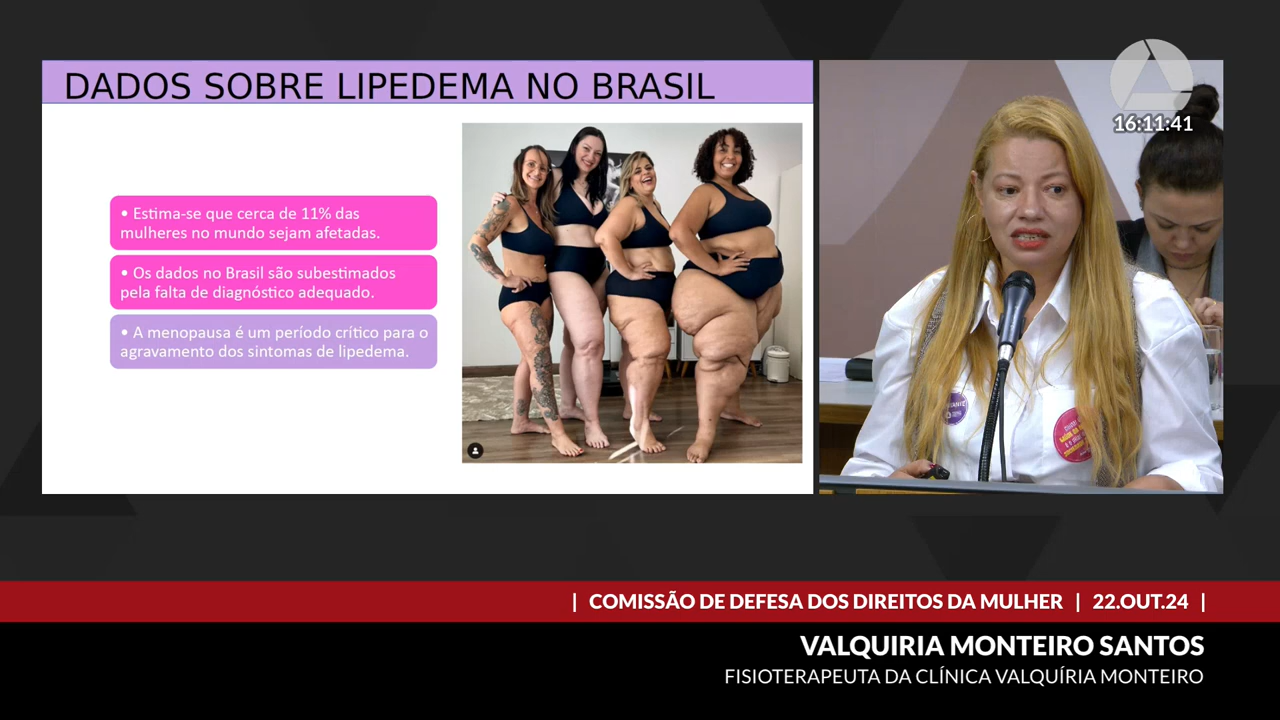 DADOS SOBRE LIPEDEMA NO BRASIL
• Estima-se que cerca de 11% das
mulheres no mundo sejam afetadas.
• Os dados no Brasil são subestimados
pela falta de diagnóstico adequado.
• A menopausa é um período crítico para o
agravamento dos sintomas de lipedema.
16:11:41
| COMISSÃO DE DEFESA DOS DIREITOS DA MULHER | 22.OUT.24 |
VALQUIRIA MONTEIRO SANTOS
FISIOTERAPEUTA DA CLÍNICA VALQUÍRIA MONTEIRO